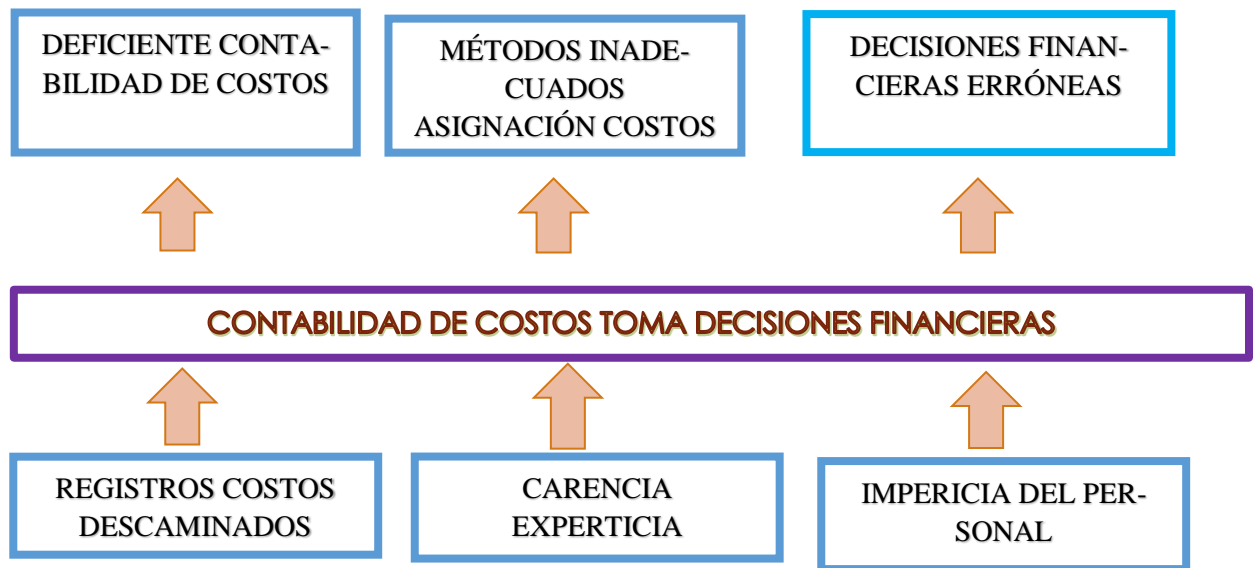 DEFICIENTE CONTA-
BILIDAD DE COSTOS
MÉTODOS INADE-
CUADOS
ASIGNACIÓN COSTOS
DECISIONES FINAN-
CIERAS ERRÓNEAS
CONTABILIDAD DE COSTOS TOMA DECISIONES FINANCIERAS
REGISTROS COSTOS
DESCAMINADOS
CARENCIA
EXPERTICIA
IMPERICIA DEL PER-
SONAL